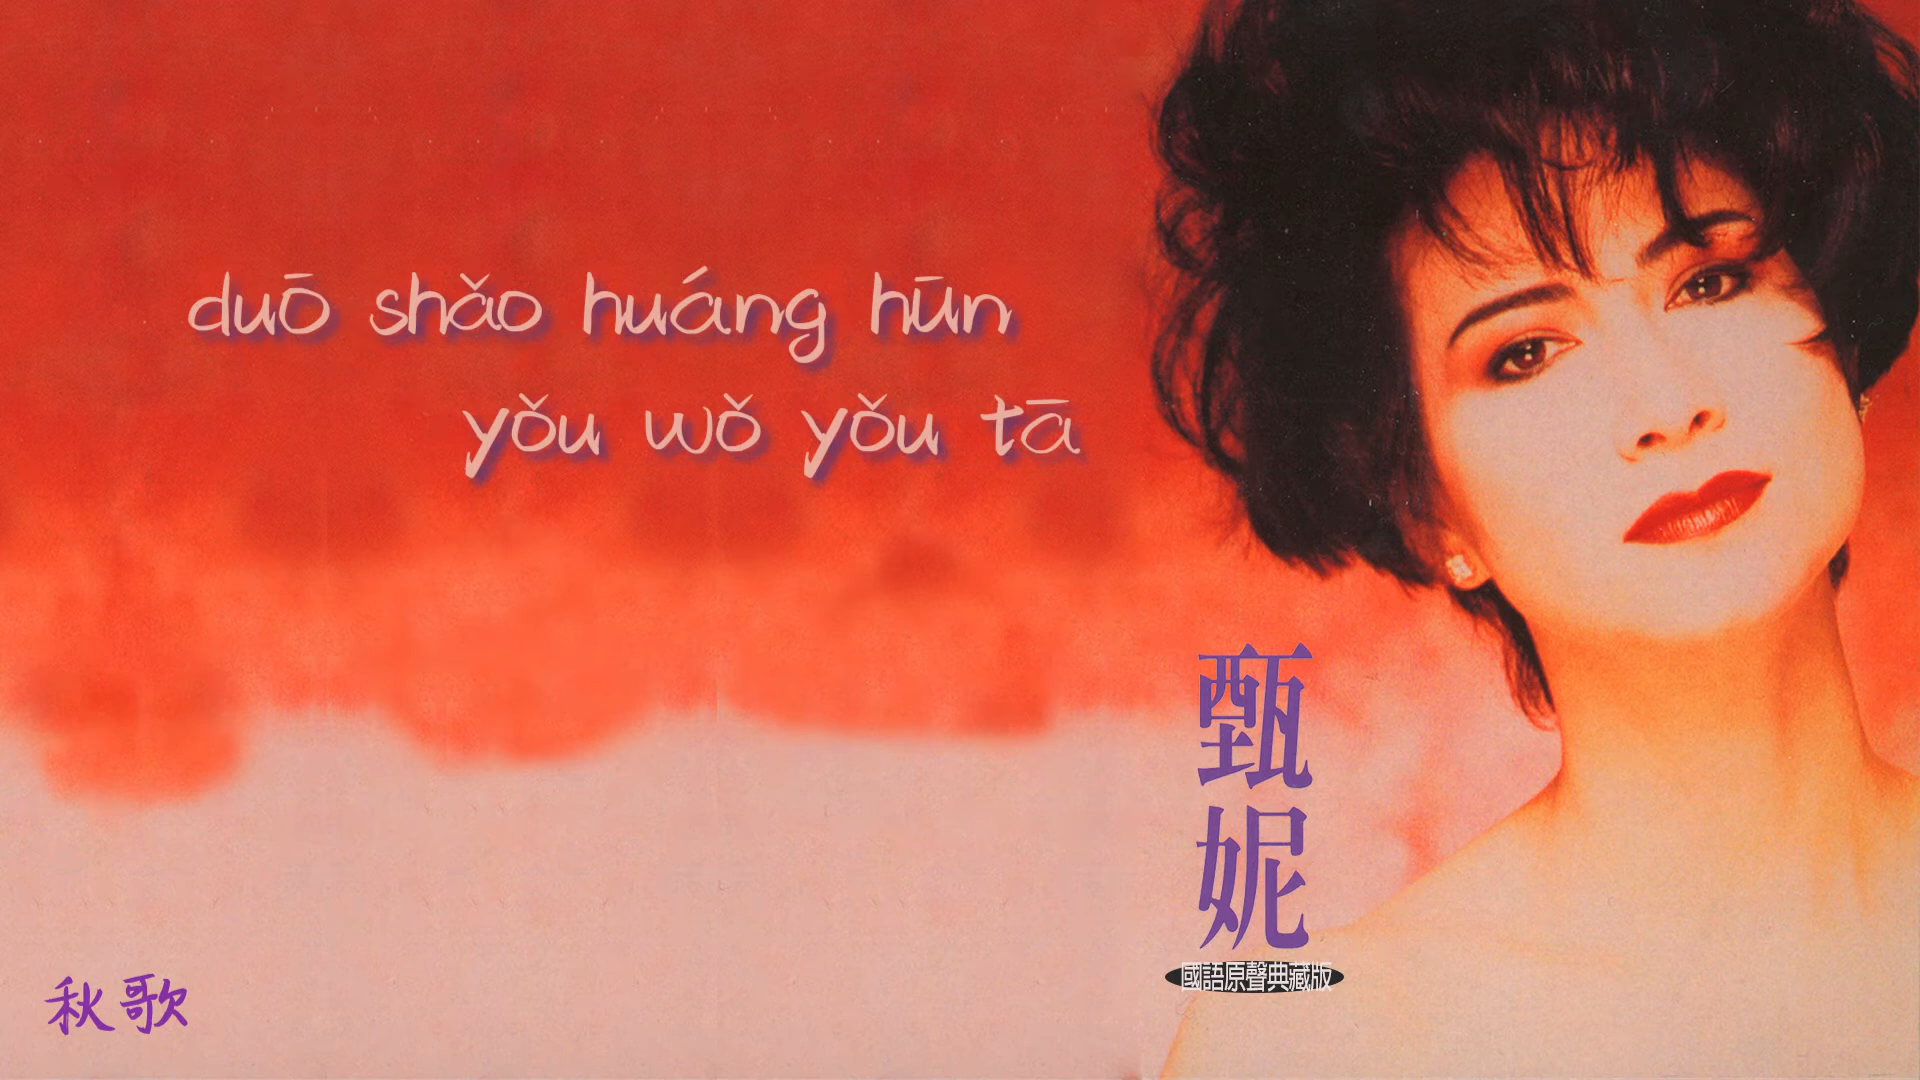 duō shǎo huáng hūn
yǒu wǒ yǒu tā
甄妮
國語原聲典藏版
秋歌